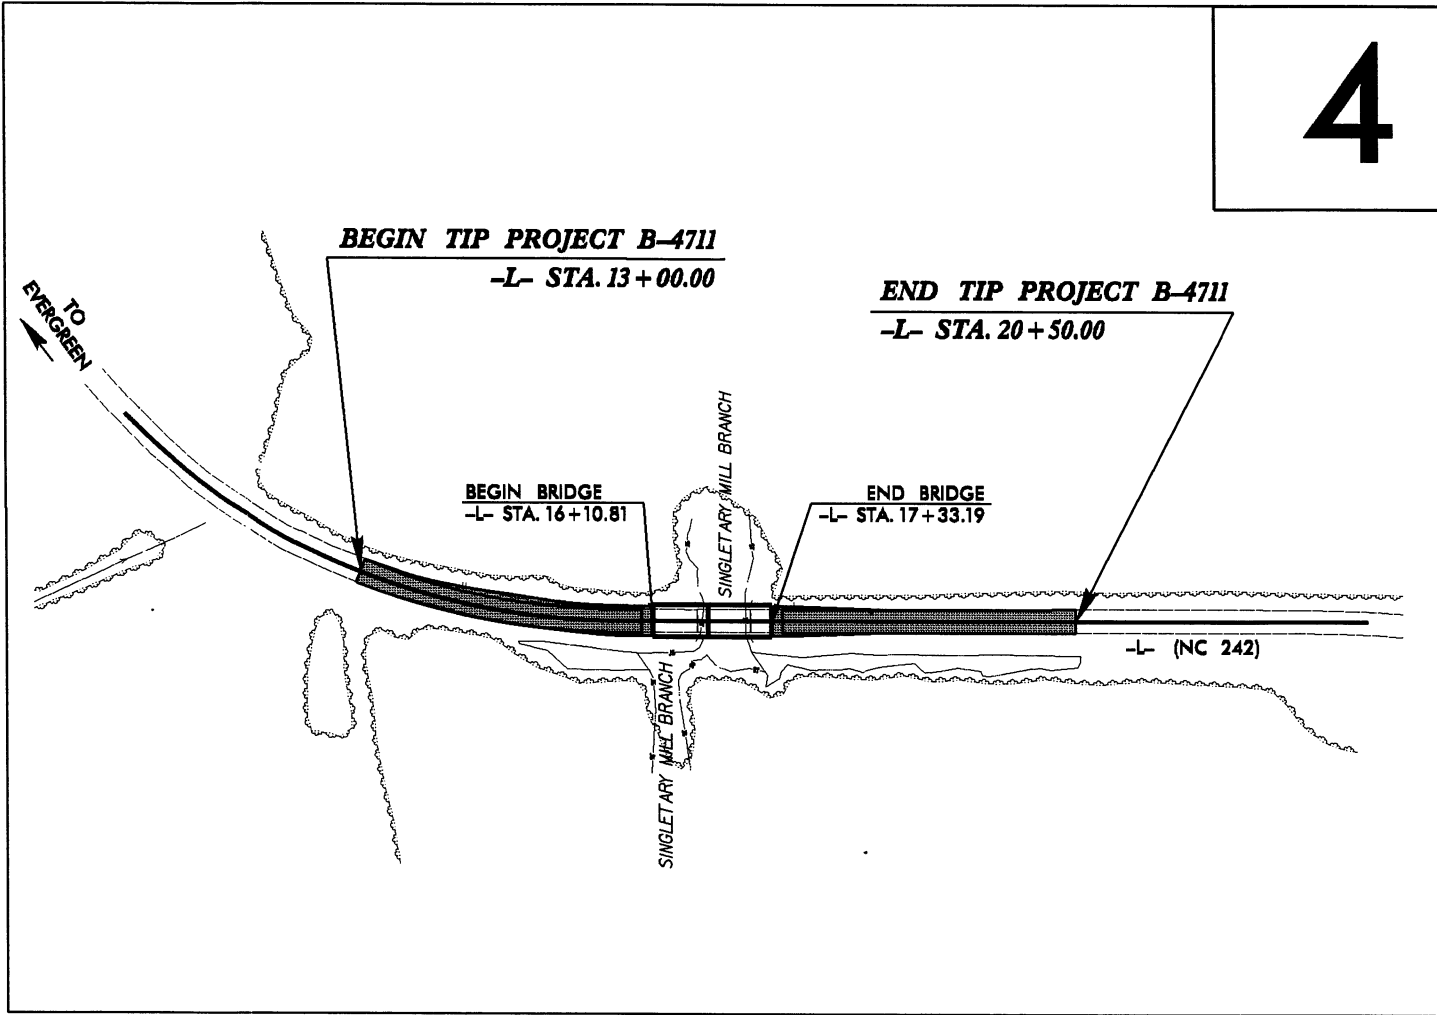 4
BEGIN TIP PROJECT B-4711
-L- STA. 13+00.00
END TIP PROJECT B-4711
-L- STA. 20+50.00
TO
EVERGREEN
SINGLETARY MILL BRANCH
BEGIN BRIDGE
-L- STA. 16+10.81
END BRIDGE
-L- STA. 17+33.19
-L- (NC 242)
SINGLETARY MILL BRANCH